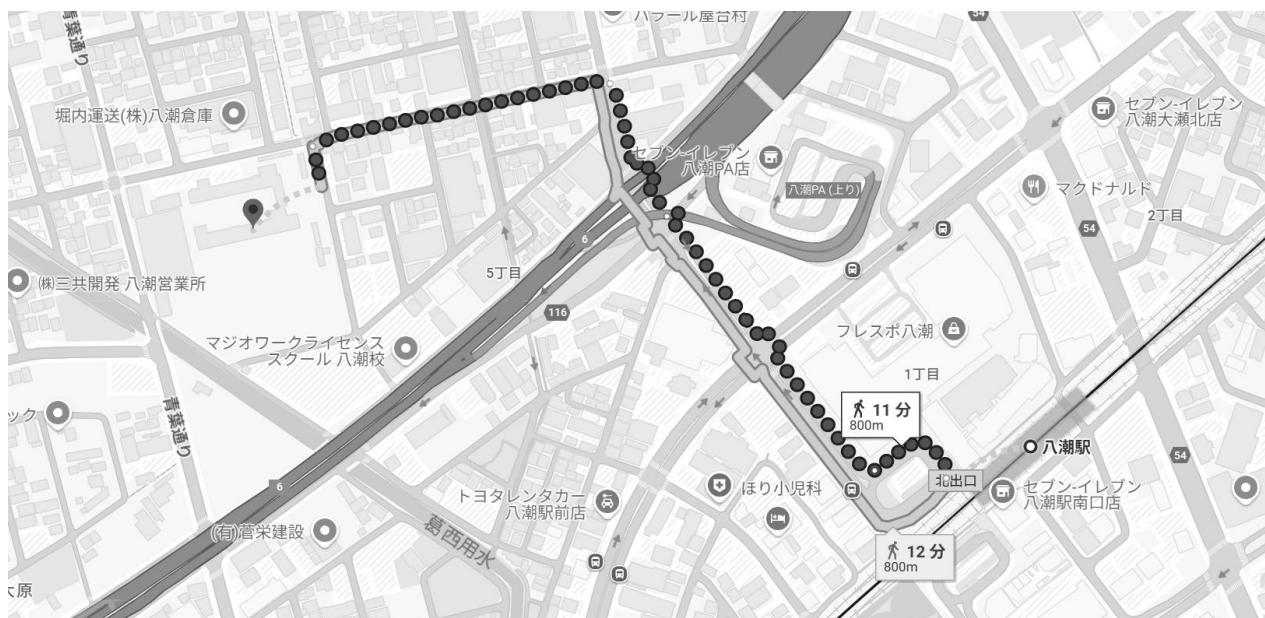 青葉通り
ハラール屋台村
54
堀内運送(株)八潮倉庫
セブン-イレブン
八潮大瀬北店
セブン-イレブン
八潮PA店
八潮PA (上り)
マクドナルド
2丁目
54
6
㈱三共開発 八潮営業所
5丁目
116
フレスポ八潮
マジオワークライセンス
スクール 八潮校
1丁目
11 分
800m
ック
青葉通り
八潮駅
54
北出口
6
トヨタレンタカー
八潮駅前店
ほり小児科
セブン-イレブン
八潮駅南口店
(有)菅栄建設
葛西用水
12 分
800m
大原